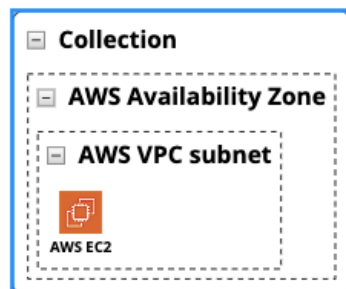 Collection
AWS Availability Zone
AWS VPC subnet
AWS EC2